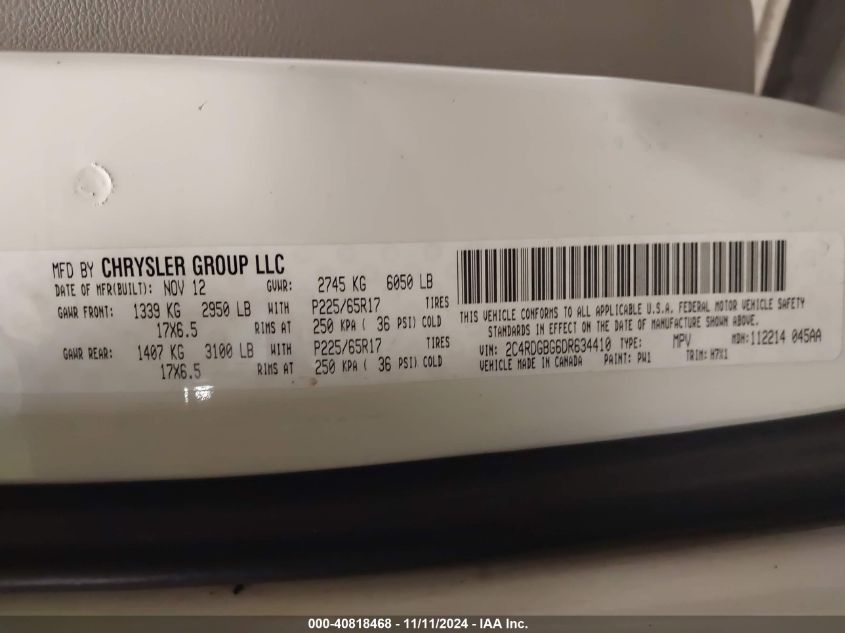 MFD BY CHRYSLER GROUP LLC
DATE OF MFR(BUILT): NOV 12 GVWR: 2745 KG 6050 LB
GAWR FRONT: 1339 KG 2950 LB WITH P225/65R17 TIRES
17X6.5 RIMS AT 250 KPA ( 36 PSI) COLD
GAWR REAR: 1407 KG 3100 LB WITH P225/65R17 TIRES
17X6.5 RIMS AT 250 KPA ( 36 PSI) COLD
THIS VEHICLE CONFORMS TO ALL APPLICABLE U.S.A. FEDERAL MOTOR VEHICLE SAFETY
STANDARDS IN EFFECT ON THE DATE OF MANUFACTURE SHOWN ABOVE.
VIN: 2C4RDGBG6DR634410 TYPE: MPV MDH:112214 045AA
VEHICLE MADE IN CANADA PAINT: PW1 TRIM: H7X1
000-40818468 - 11/11/2024 - IAA Inc.